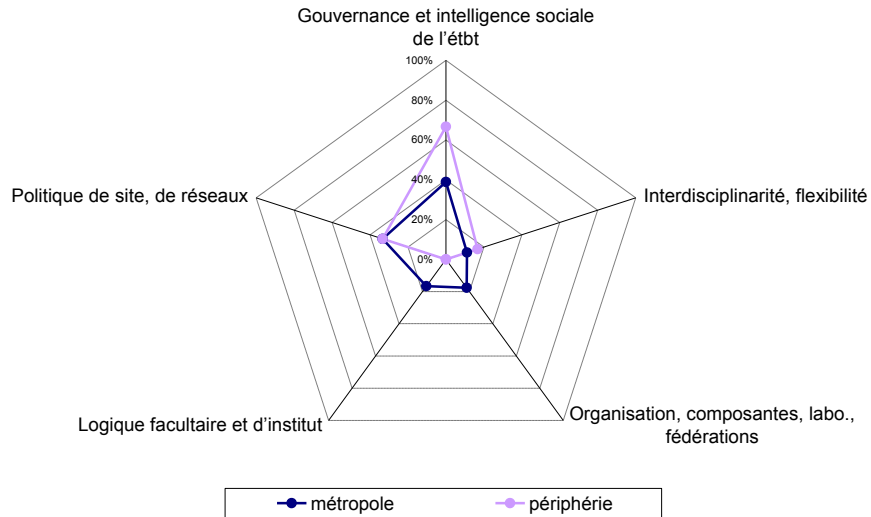 Gouvernance et intelligence sociale
de l’étbt
100%
80%
60%
40%
20%
0%
Politique de site, de réseaux
Interdisciplinarité, flexibilité
Logique facultaire et d’institut
Organisation, composantes, labo.,
fédérations
métropole
périphérie